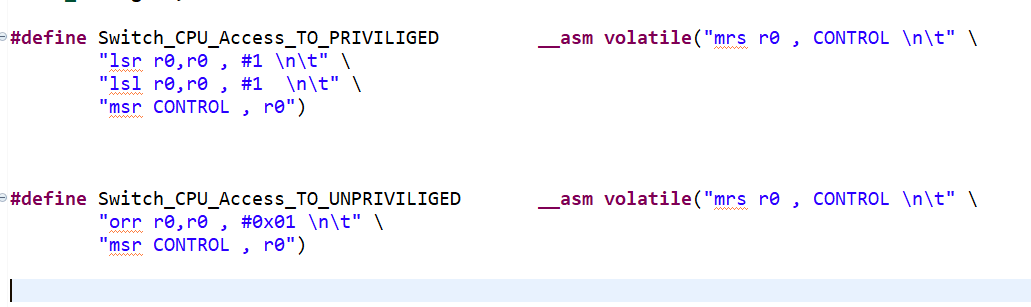 #define Switch_CPU_Access_TO_PRIVILIGED __asm volatile("mrs r0 , CONTROL \n\t" \
"lsr r0,r0 , #1 \n\t" \
"lsl r0,r0 , #1  \n\t" \
"msr CONTROL , r0")
#define Switch_CPU_Access_TO_UNPRIVILIGED __asm volatile("mrs r0 , CONTROL \n\t" \
"orr r0,r0 , #0x01 \n\t" \
"msr CONTROL , r0")